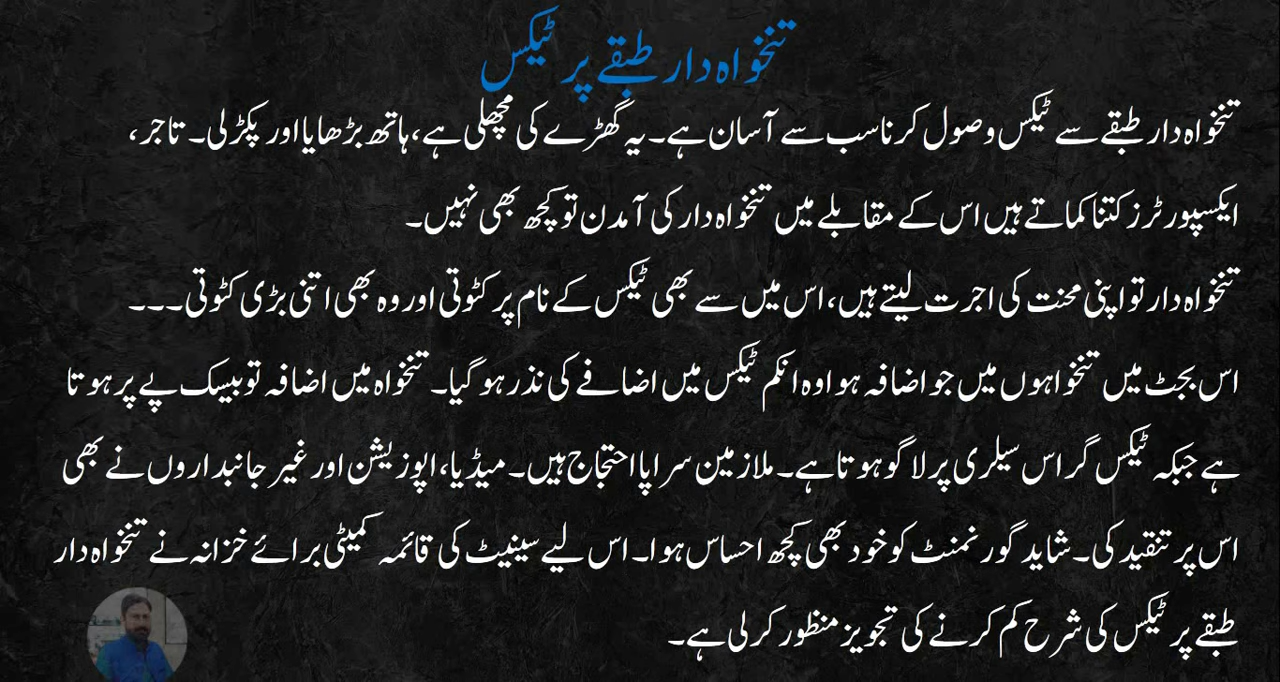 تنخواہ دار طبقے پر ٹیکس
تنخواہ دار طبقے سے ٹیکس وصول کرنا سب سے آسان ہے۔ یہ گھڑے کی مچھلی ہے، ہاتھ بڑھایا اور پکڑ لی۔ تاجر،
ایکسپورٹرز کتنا کماتے ہیں اس کے مقابلے میں تنخواہ دار کی آمدن تو کچھ بھی نہیں۔
تنخواہ دار تو اپنی محنت کی اجرت لیتے ہیں، اس میں سے بھی ٹیکس کے نام پر کٹوتی اور وہ بھی اتنی بڑی کٹوتی۔۔۔
اس بجٹ میں تنخواہوں میں جو اضافہ ہوا وہ انکم ٹیکس میں اضافے کی نذر ہو گیا۔ تنخواہ میں اضافہ تو بیسک پے پر ہوتا
ہے جبکہ ٹیکس گراس سیلری پر لاگو ہوتا ہے۔ ملازمین سراپا احتجاج ہیں۔ میڈیا، اپوزیشن اور غیر جانبداروں نے بھی
اس پر تنقید کی۔ شاید گورنمنٹ کو خود بھی کچھ احساس ہوا۔ اس لیے سینیٹ کی قائمہ کمیٹی برائے خزانہ نے تنخواہ دار
طبقے پر ٹیکس کی شرح کم کرنے کی تجویز منظور کر لی ہے۔